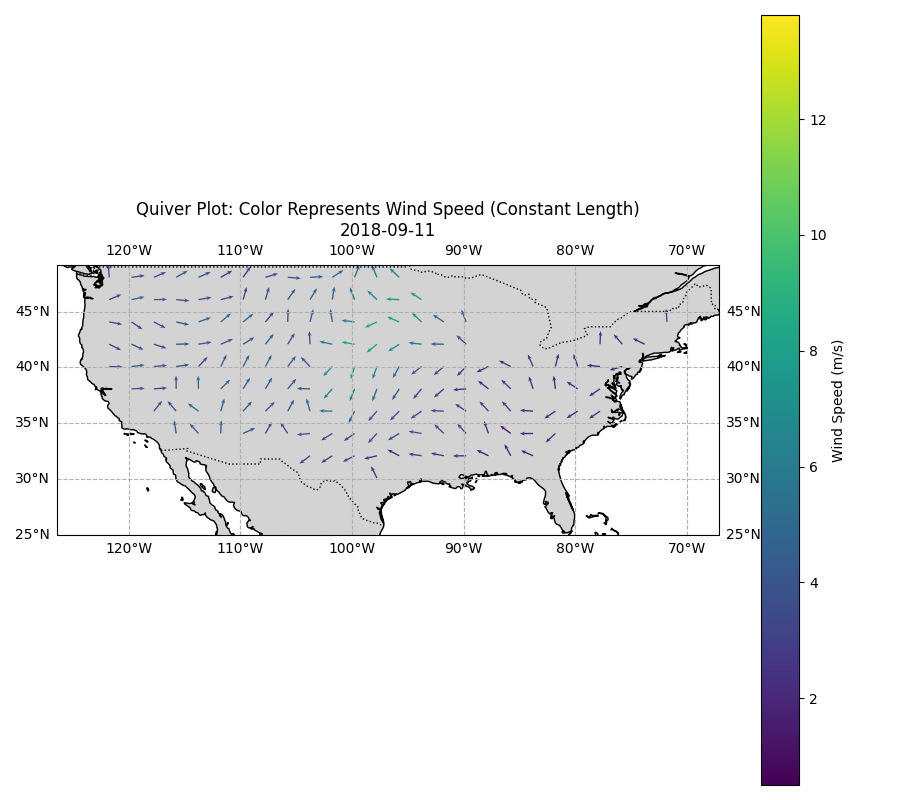 Quiver Plot: Color Represents Wind Speed (Constant Length)
2018-09-11
120°W 110°W 100°W 90°W 80°W 70°W
45°N 45°N
40°N 40°N
35°N 35°N
30°N 30°N
25°N 25°N
120°W 110°W 100°W 90°W 80°W 70°W
12
10
8
6
4
2
Wind Speed (m/s)